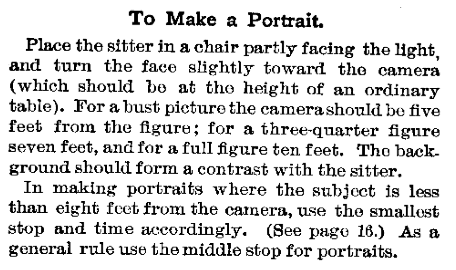 To Make a Portrait.
Place the sitter in a chair partly facing the light,
and turn the face slightly toward the camera
(which should be at the height of an ordinary
table). For a bust picture the camera should be five
feet from the figure; for a three-quarter figure
seven feet, and for a full figure ten feet. The back-
ground should form a contrast with the sitter.
In making portraits where the subject is less
than eight feet from the camera, use the smallest
stop and time accordingly. (See page 16.) As a
general rule use the middle stop for portraits.